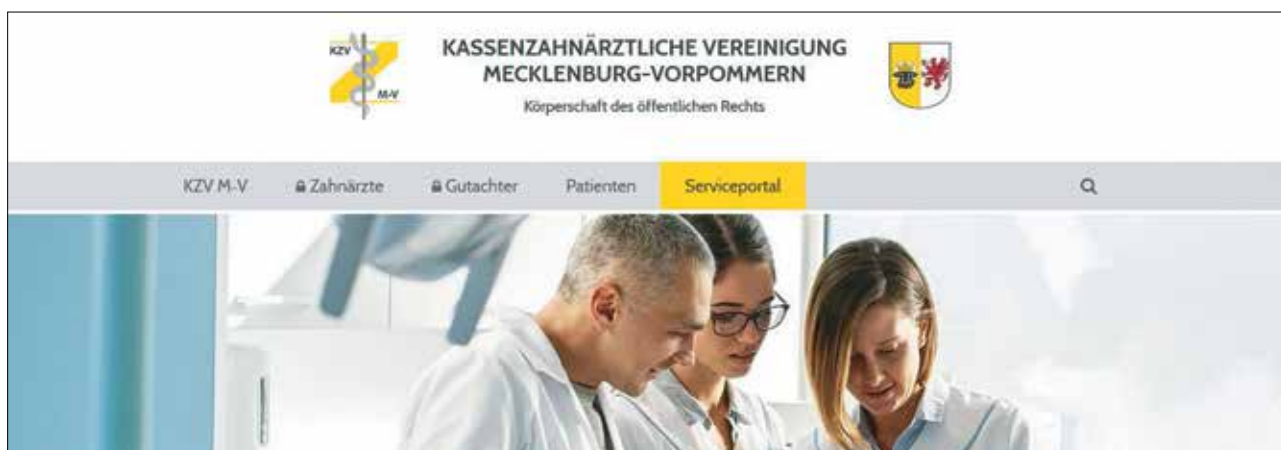 KZV
M-V
KASSENZAHNÄRZTLICHE VEREINIGUNG
MECKLENBURG-VORPOMMERN
Körperschaft des öffentlichen Rechts
KZV M-V Zahnärzte Gutachter Patienten Serviceportal